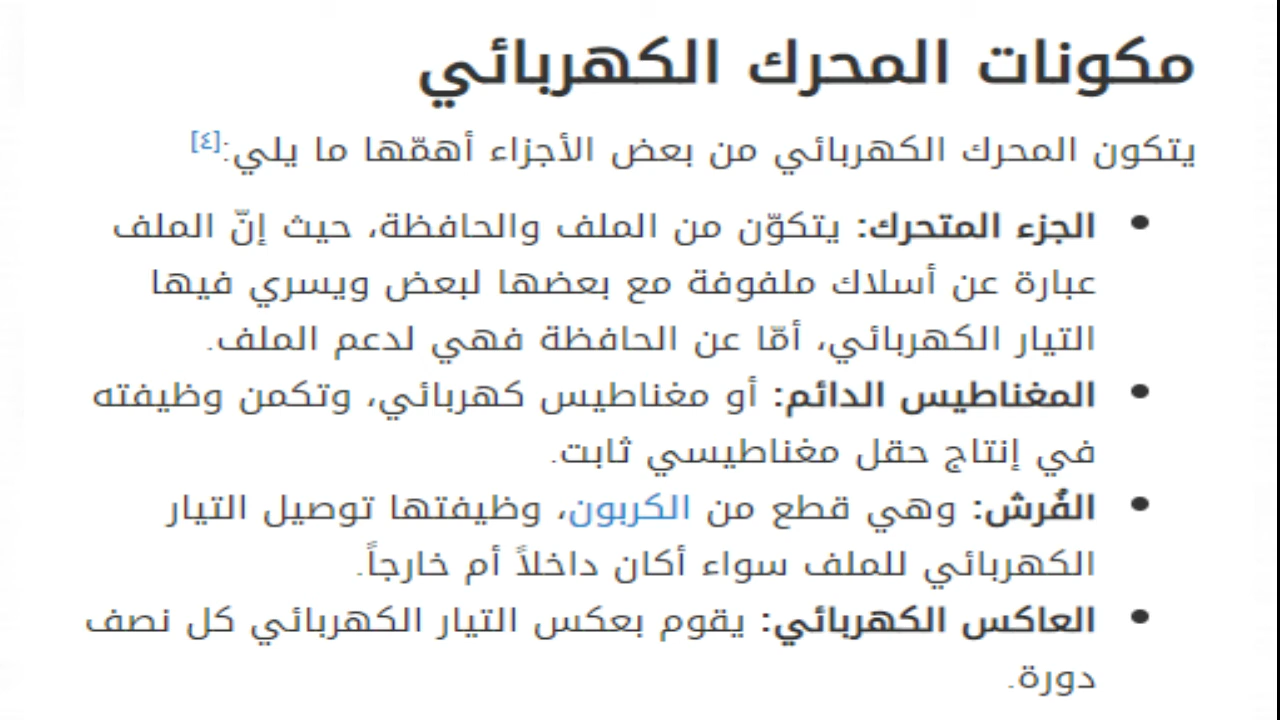 مكونات المحرك الكهربائي
يتكون المحرك الكهربائي من بعض الأجزاء أهمّها ما يلي:[٤]
• الجزء المتحرك: يتكوّن من الملف والحافظة، حيث إنّ الملف
عبارة عن أسلاك ملفوفة مع بعضها لبعض ويسري فيها
التيار الكهربائي، أمّا عن الحافظة فهي لدعم الملف.
• المغناطيس الدائم: أو مغناطيس كهربائي، وتكمن وظيفته
في إنتاج حقل مغناطيسي ثابت.
• الفُرش: وهي قطع من الكربون، وظيفتها توصيل التيار
الكهربائي للملف سواء أكان داخلاً أم خارجاً.
• العاكس الكهربائي: يقوم بعكس التيار الكهربائي كل نصف
دورة.